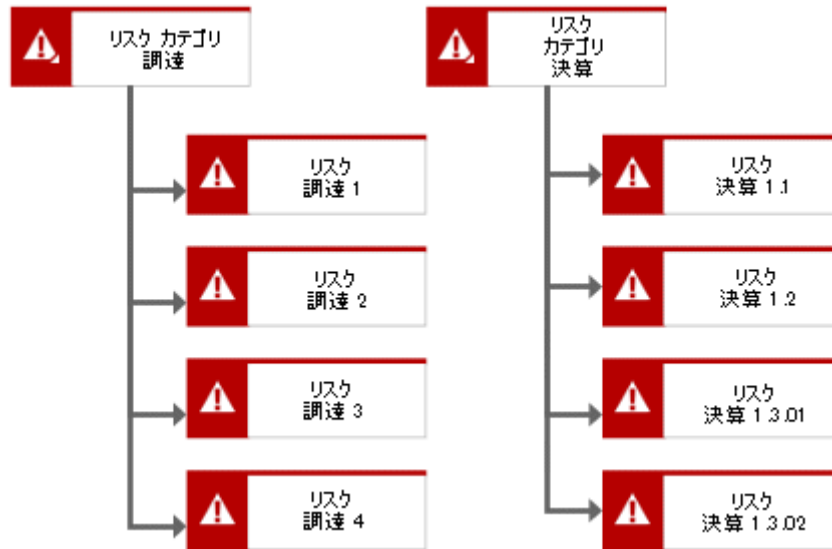 リスク カテゴリ
調達
リスク
調達 1
リスク
調達 2
リスク
調達 3
リスク
調達 4
リスク
カテゴリ
決算
リスク
決算 1.1
リスク
決算 1.2
リスク
決算 1.3.01
リスク
決算 1.3.02